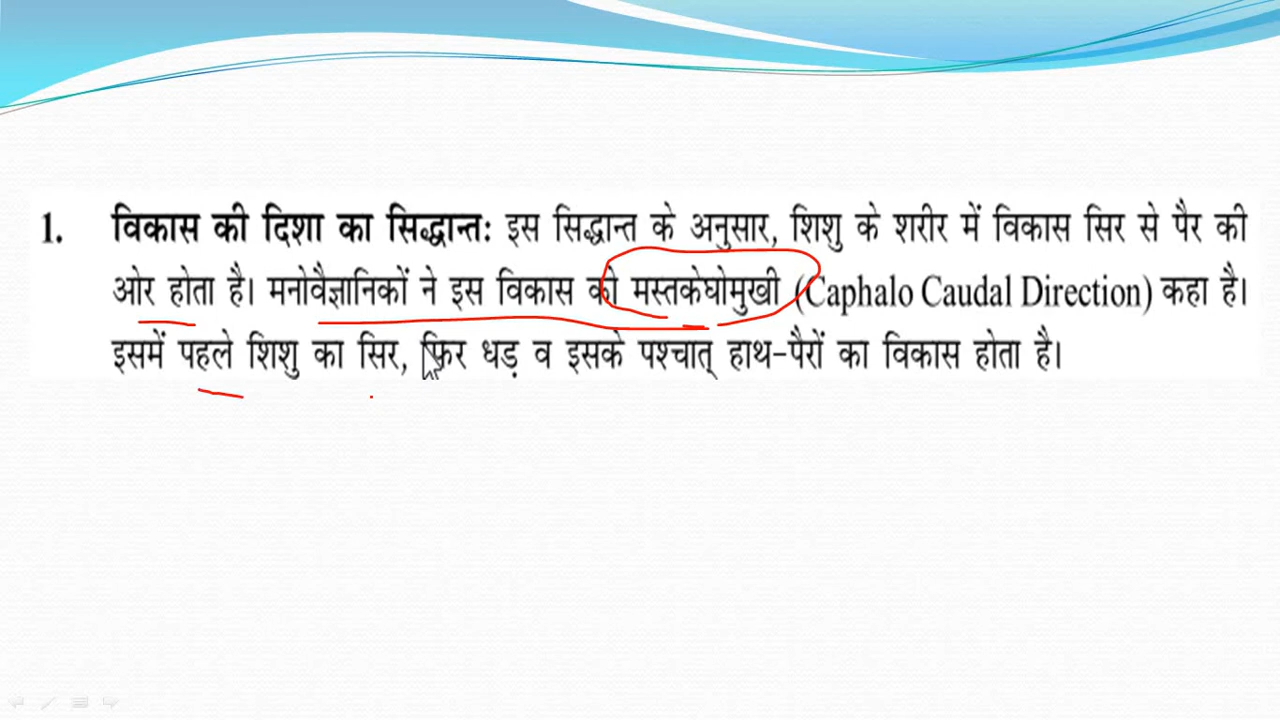 1. विकास की दिशा का सिद्धान्तः इस सिद्धान्त के अनुसार, शिशु के शरीर में विकास सिर से पैर की
ओर होता है। मनोवैज्ञानिकों ने इस विकास को मस्तकेघोमुखी (Caphalo Caudal Direction) कहा है।
इसमें पहले शिशु का सिर, फिर धड़ व इसके पश्चात् हाथ-पैरों का विकास होता है।